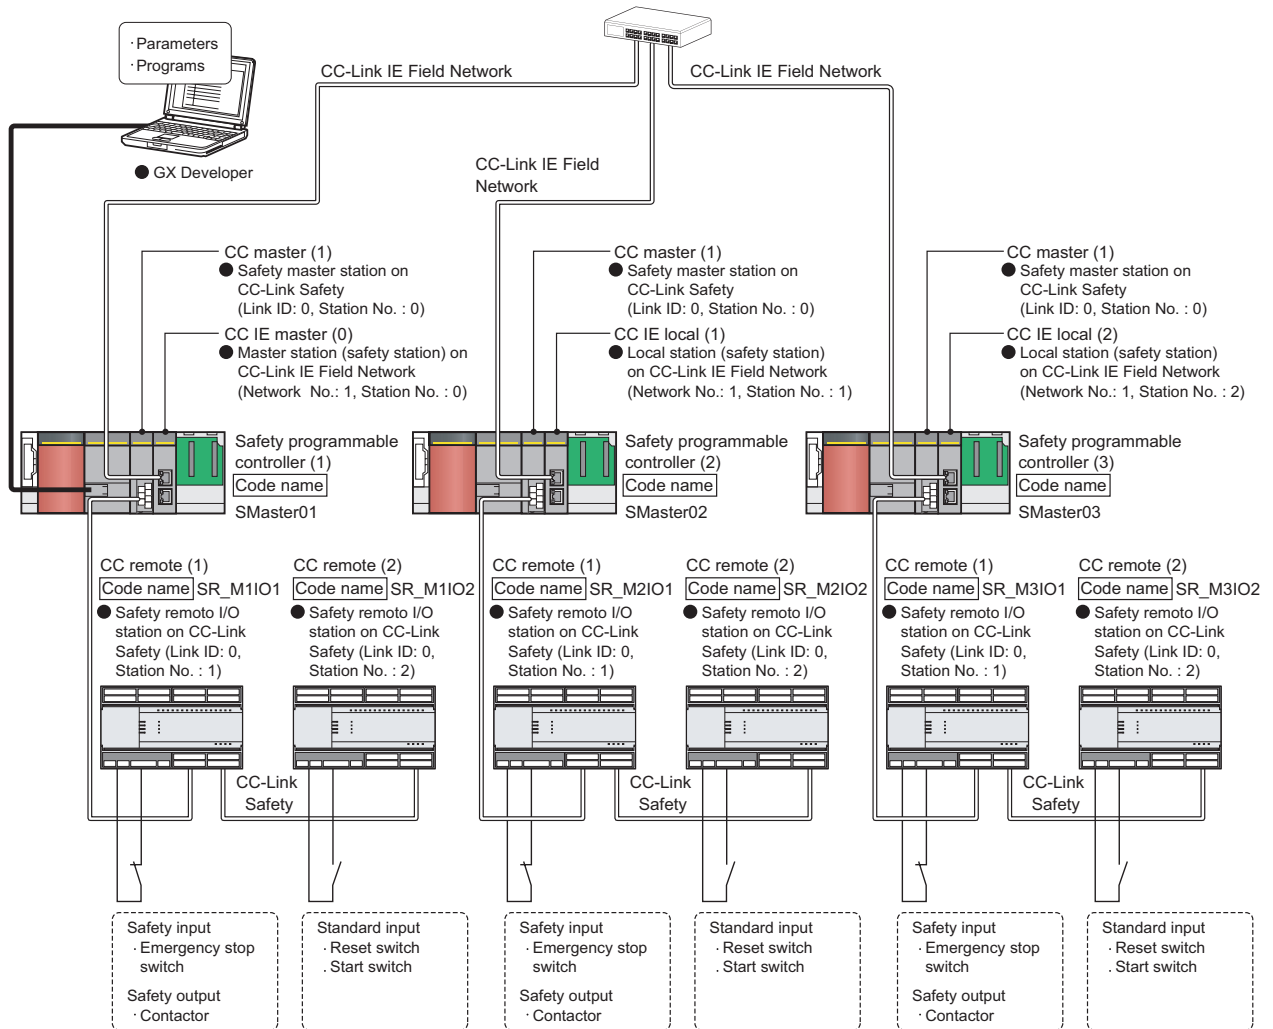 · Parameters
· Programs
CC-Link IE Field Network
CC-Link IE Field Network
● GX Developer
CC-Link IE Field
Network
CC master (1)
● Safety master station on
CC-Link Safety
(Link ID: 0, Station No. : 0)
CC IE master (0)
● Master station (safety station) on
CC-Link IE Field Network
(Network No.: 1, Station No. : 0)
CC master (1)
● Safety master station on
CC-Link Safety
(Link ID: 0, Station No. : 0)
CC IE local (1)
● Local station (safety station)
on CC-Link IE Field Network
(Network No.: 1, Station No. : 1)
CC master (1)
● Safety master station on
CC-Link Safety
(Link ID: 0, Station No. : 0)
CC IE local (2)
● Local station (safety station)
on CC-Link IE Field Network
(Network No.: 1, Station No. : 2)
Safety programmable
controller (1)
Code name
SMaster01
Safety programmable
controller (2)
Code name
SMaster02
Safety programmable
controller (3)
Code name
SMaster03
CC remote (1)
Code name SR_M1IO1
● Safety remoto I/O
station on CC-Link
Safety (Link ID: 0,
Station No. : 1)
CC remote (2)
Code name SR_M1IO2
● Safety remoto I/O
station on CC-Link
Safety (Link ID: 0,
Station No. : 2)
CC remote (1)
Code name SR_M2IO1
● Safety remoto I/O
station on CC-Link
Safety (Link ID: 0,
Station No. : 1)
CC remote (2)
Code name SR_M2IO2
● Safety remoto I/O
station on CC-Link
Safety (Link ID: 0,
Station No. : 2)
CC remote (1)
Code name SR_M3IO1
● Safety remoto I/O
station on CC-Link
Safety (Link ID: 0,
Station No. : 1)
CC remote (2)
Code name SR_M3IO2
● Safety remoto I/O
station on CC-Link
Safety (Link ID: 0,
Station No. : 2)
CC-Link
Safety
CC-Link
Safety
CC-Link
Safety
Safety input
· Emergency stop
switch
Safety output
· Contactor
Standard input
· Reset switch
. Start switch
Safety input
· Emergency stop
switch
Safety output
· Contactor
Standard input
· Reset switch
. Start switch
Safety input
· Emergency stop
switch
Safety output
· Contactor
Standard input
· Reset switch
. Start switch